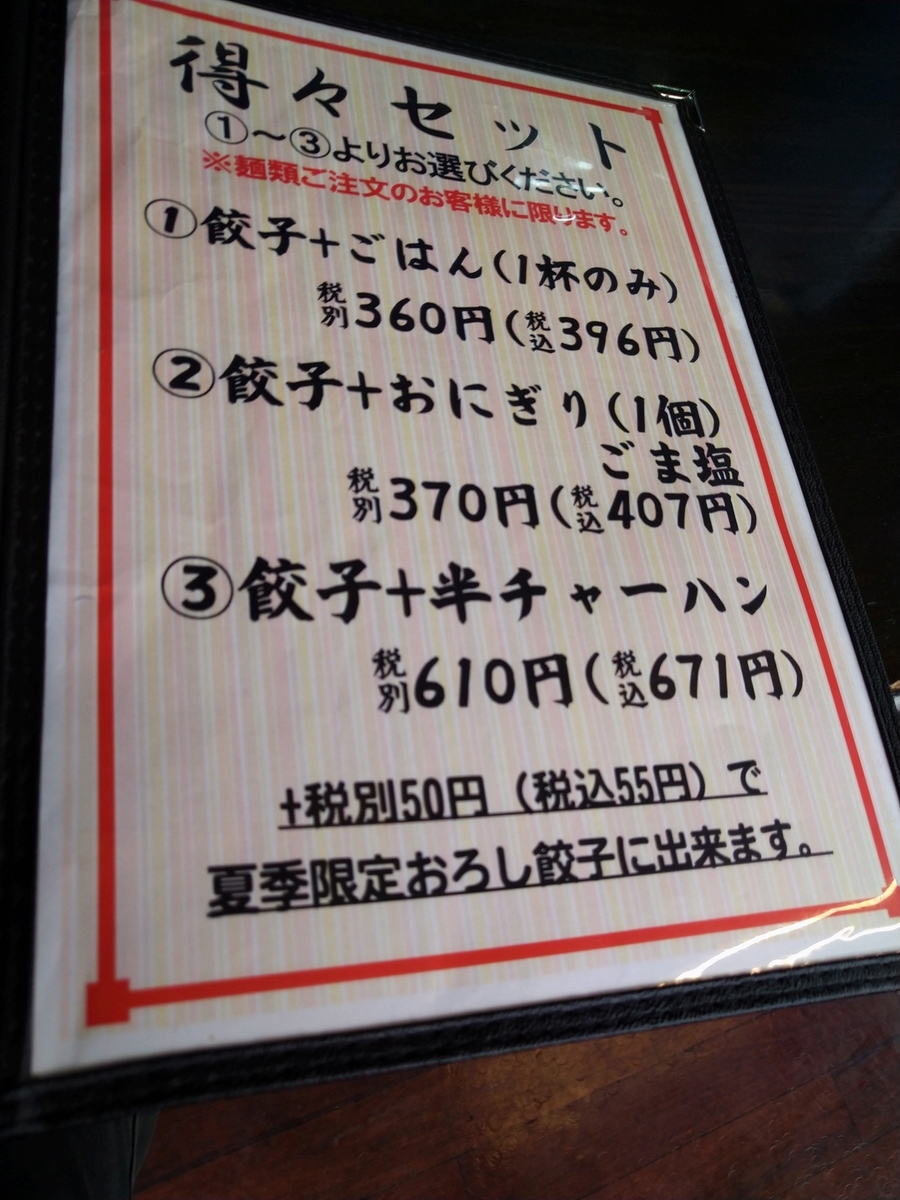 得々セット
①～③よりお選びください。
※麺類ご注文のお客様に限ります。
①餃子+ごはん(1杯のみ)
税別360円(税込396円)
②餃子+おにぎり(1個)
ごま塩
税別370円(税込407円)
③餃子+半チャーハン
税別610円(税込671円)
+税別50円(税込55円)で
夏季限定おろし餃子に出来ます。